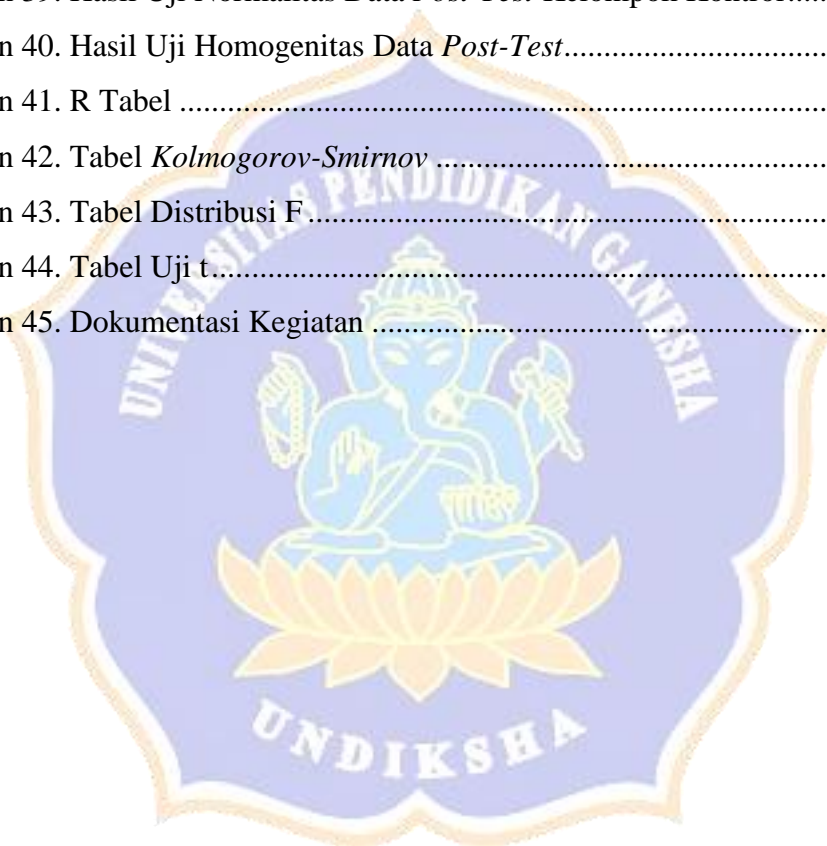 n 39. Hasil Uji Normalitas Data Post-Test Kelompok Kontrol.....
n 40. Hasil Uji Homogenitas Data Post-Test.................................
n 41. R Tabel ..................................................................................
n 42. Tabel Kolmogorov-Smirnov ..................................................
n 43. Tabel Distribusi F..................................................................
n 44. Tabel Uji t..............................................................................
n 45. Dokumentasi Kegiatan ..........................................................
UNIVERSITAS PENDIDIKAN GANESHA
UNDIKSHA